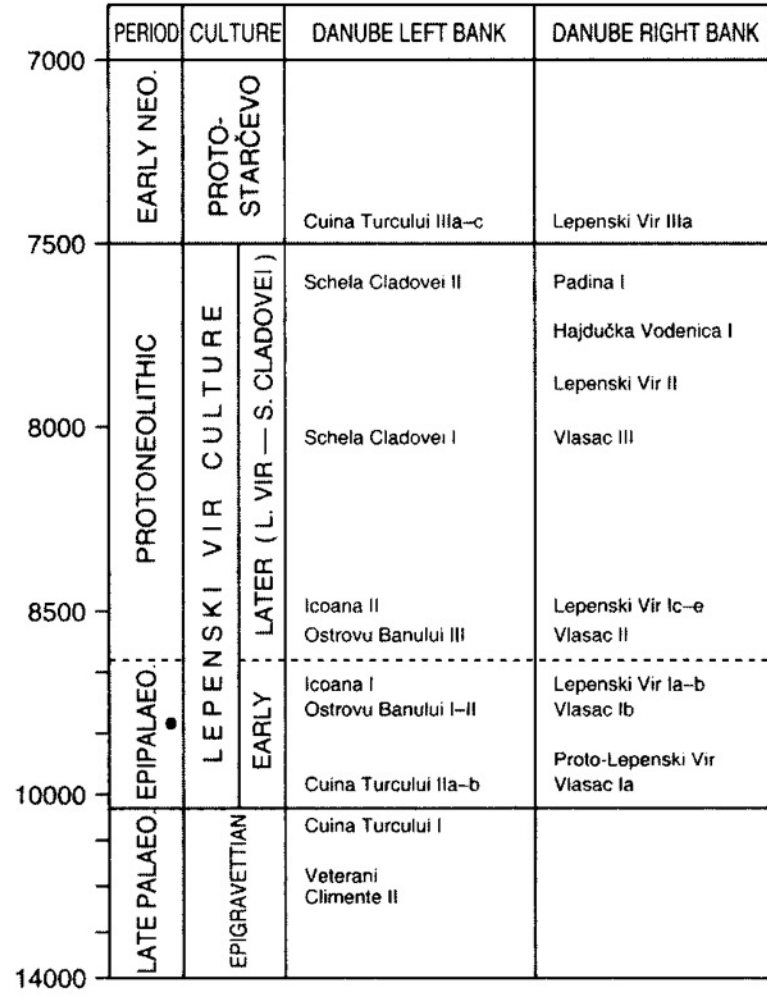 PERIOD CULTURE DANUBE LEFT BANK DANUBE RIGHT BANK
7000
EARLY NEO.
PROTO-
STARČEVO
Cuina Turcului IIIa–c Lepenski Vir IIIa
7500
PROTONEOLITHIC
LEPENSKI VIR CULTURE
LATER ( L. VIR — S. CLADOVEI )
Schela Cladovei II Padina I
Hajdučka Vodenica I
Lepenski Vir II
8000
Schela Cladovei I Vlasac III
8500
Icoana II Lepenski Vir Ic–e
Ostrovu Banului III Vlasac II
EPIPALAEO.
EARLY
Icoana I Lepenski Vir Ia–b
Ostrovu Banului I–II Vlasac Ib
Proto-Lepenski Vir
10000
Cuina Turcului IIa–b Vlasac Ia
LATE PALAEO.
EPIGRAVETTIAN
Cuina Turcului I
Veterani
Climente II
14000